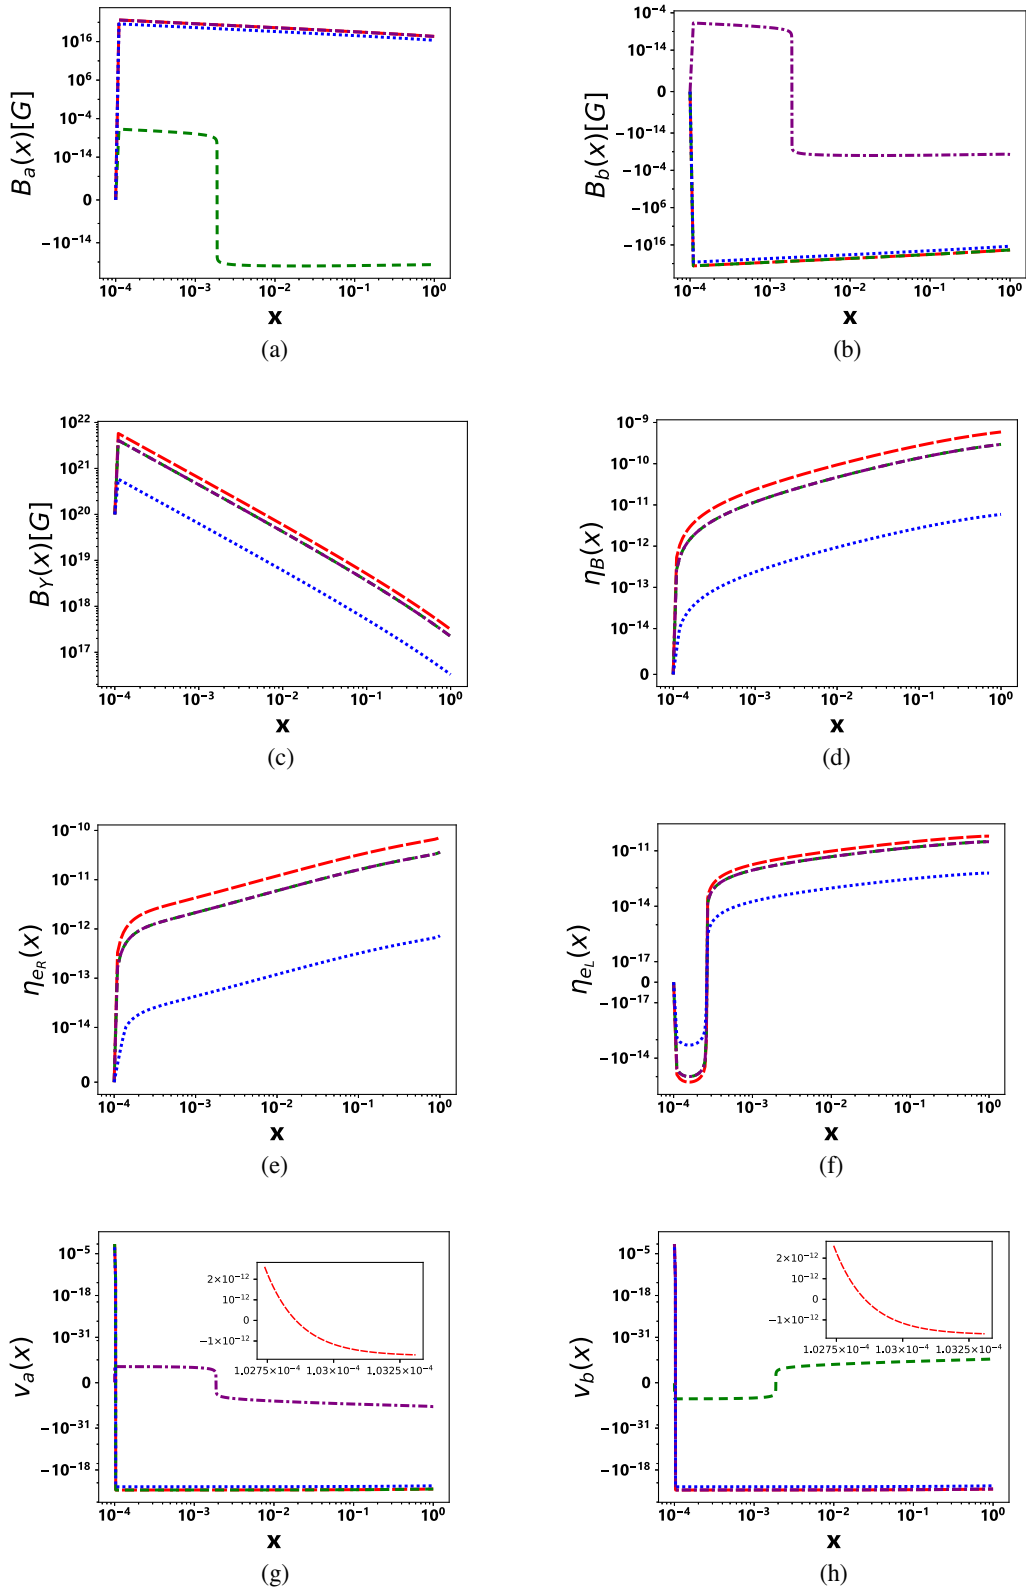 10^16
10^6
10^-4
10^-14
0
−10^-14
B_a(x)[G]
10^-4 10^-3 10^-2 10^-1 10^0
x
(a)
10^-4
10^-14
0
−10^-14
−10^-4
−10^6
−10^16
B_b(x)[G]
10^-4 10^-3 10^-2 10^-1 10^0
x
(b)
10^22
10^21
10^20
10^19
10^18
10^17
B_Y(x)[G]
10^-4 10^-3 10^-2 10^-1 10^0
x
(c)
10^-9
10^-10
10^-11
10^-12
10^-13
10^-14
0
η_B(x)
10^-4 10^-3 10^-2 10^-1 10^0
x
(d)
10^-10
10^-11
10^-12
10^-13
10^-14
0
η_{e_R}(x)
10^-4 10^-3 10^-2 10^-1 10^0
x
(e)
10^-11
10^-14
10^-17
0
−10^-17
−10^-14
η_{e_L}(x)
10^-4 10^-3 10^-2 10^-1 10^0
x
(f)
10^-5
10^-18
10^-31
0
−10^-31
−10^-18
v_a(x)
2×10^-12
10^-12
0
−1×10^-12
1.0275×10^-4 1.03×10^-4 1.0325×10^-4
10^-4 10^-3 10^-2 10^-1 10^0
x
(g)
10^-5
10^-18
10^-31
0
−10^-31
−10^-18
v_b(x)
2×10^-12
10^-12
0
−1×10^-12
1.0275×10^-4 1.03×10^-4 1.0325×10^-4
10^-4 10^-3 10^-2 10^-1 10^0
x
(h)